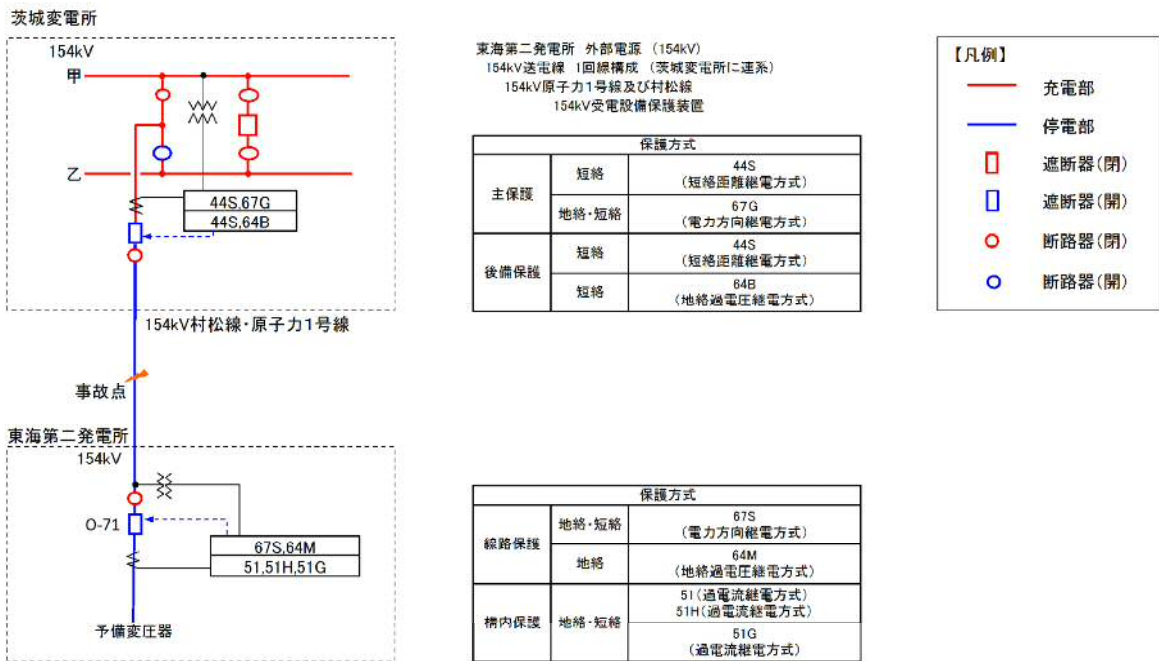 茨城変電所
154kV
甲
乙
44S,67G
44S,64B
154kV村松線・原子力1号線
事故点
東海第二発電所
154kV
O-71
67S,64M
51,51H,51G
予備変圧器
東海第二発電所 外部電源 （154kV）
154kV送電線 1回線構成 （茨城変電所に連系）
154kV原子力1号線及び村松線
154kV受電設備保護装置
保護方式
主保護
短絡
44S
（短絡距離継電方式）
地絡・短絡
67G
（電力方向継電方式）
後備保護
短絡
44S
（短絡距離継電方式）
短絡
64B
（地絡過電圧継電方式）
保護方式
線路保護
地絡・短絡
67S
（電力方向継電方式）
地絡
64M
（地絡過電圧継電方式）
構内保護
地絡・短絡
51（過電流継電方式）
51H（過電流継電方式）
51G
（過電流継電方式）
【凡例】
充電部
停電部
遮断器（閉）
遮断器（開）
断路器（閉）
断路器（開）